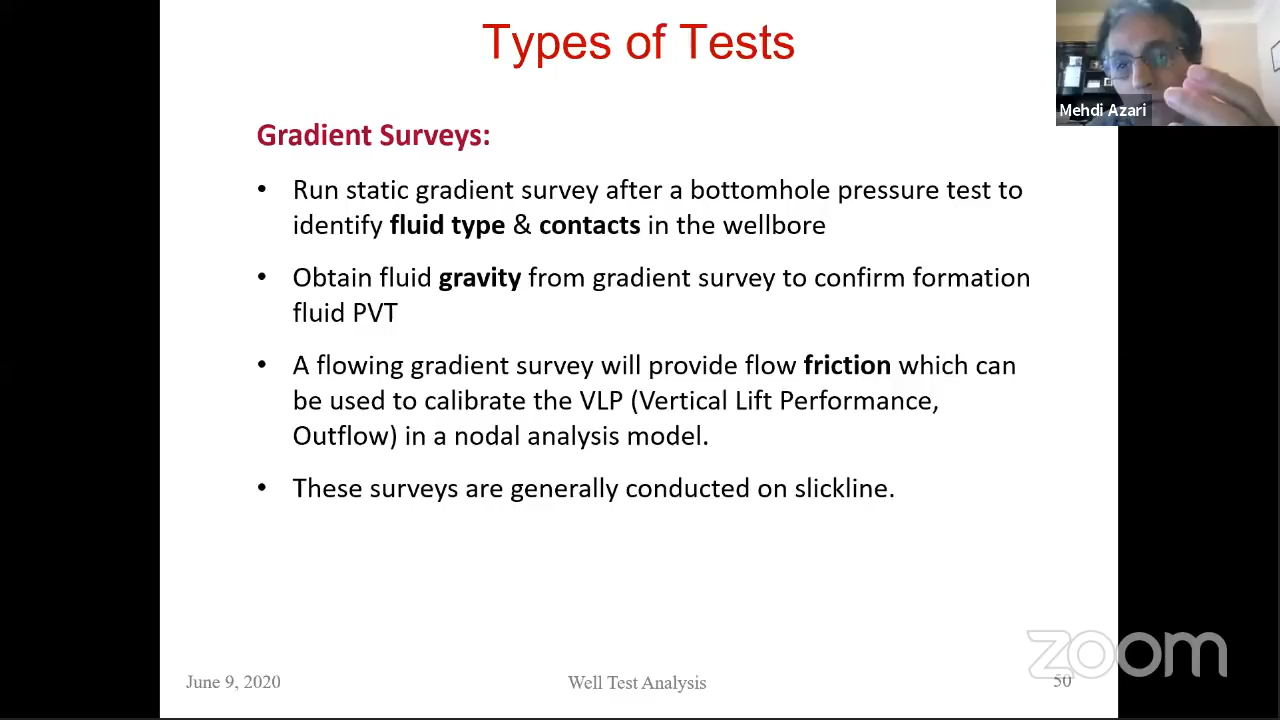 Types of Tests
Mehdi Azari
Gradient Surveys:
• Run static gradient survey after a bottomhole pressure test to
identify fluid type & contacts in the wellbore
• Obtain fluid gravity from gradient survey to confirm formation
fluid PVT
• A flowing gradient survey will provide flow friction which can
be used to calibrate the VLP (Vertical Lift Performance,
Outflow) in a nodal analysis model.
• These surveys are generally conducted on slickline.
zoom
June 9, 2020
Well Test Analysis
50